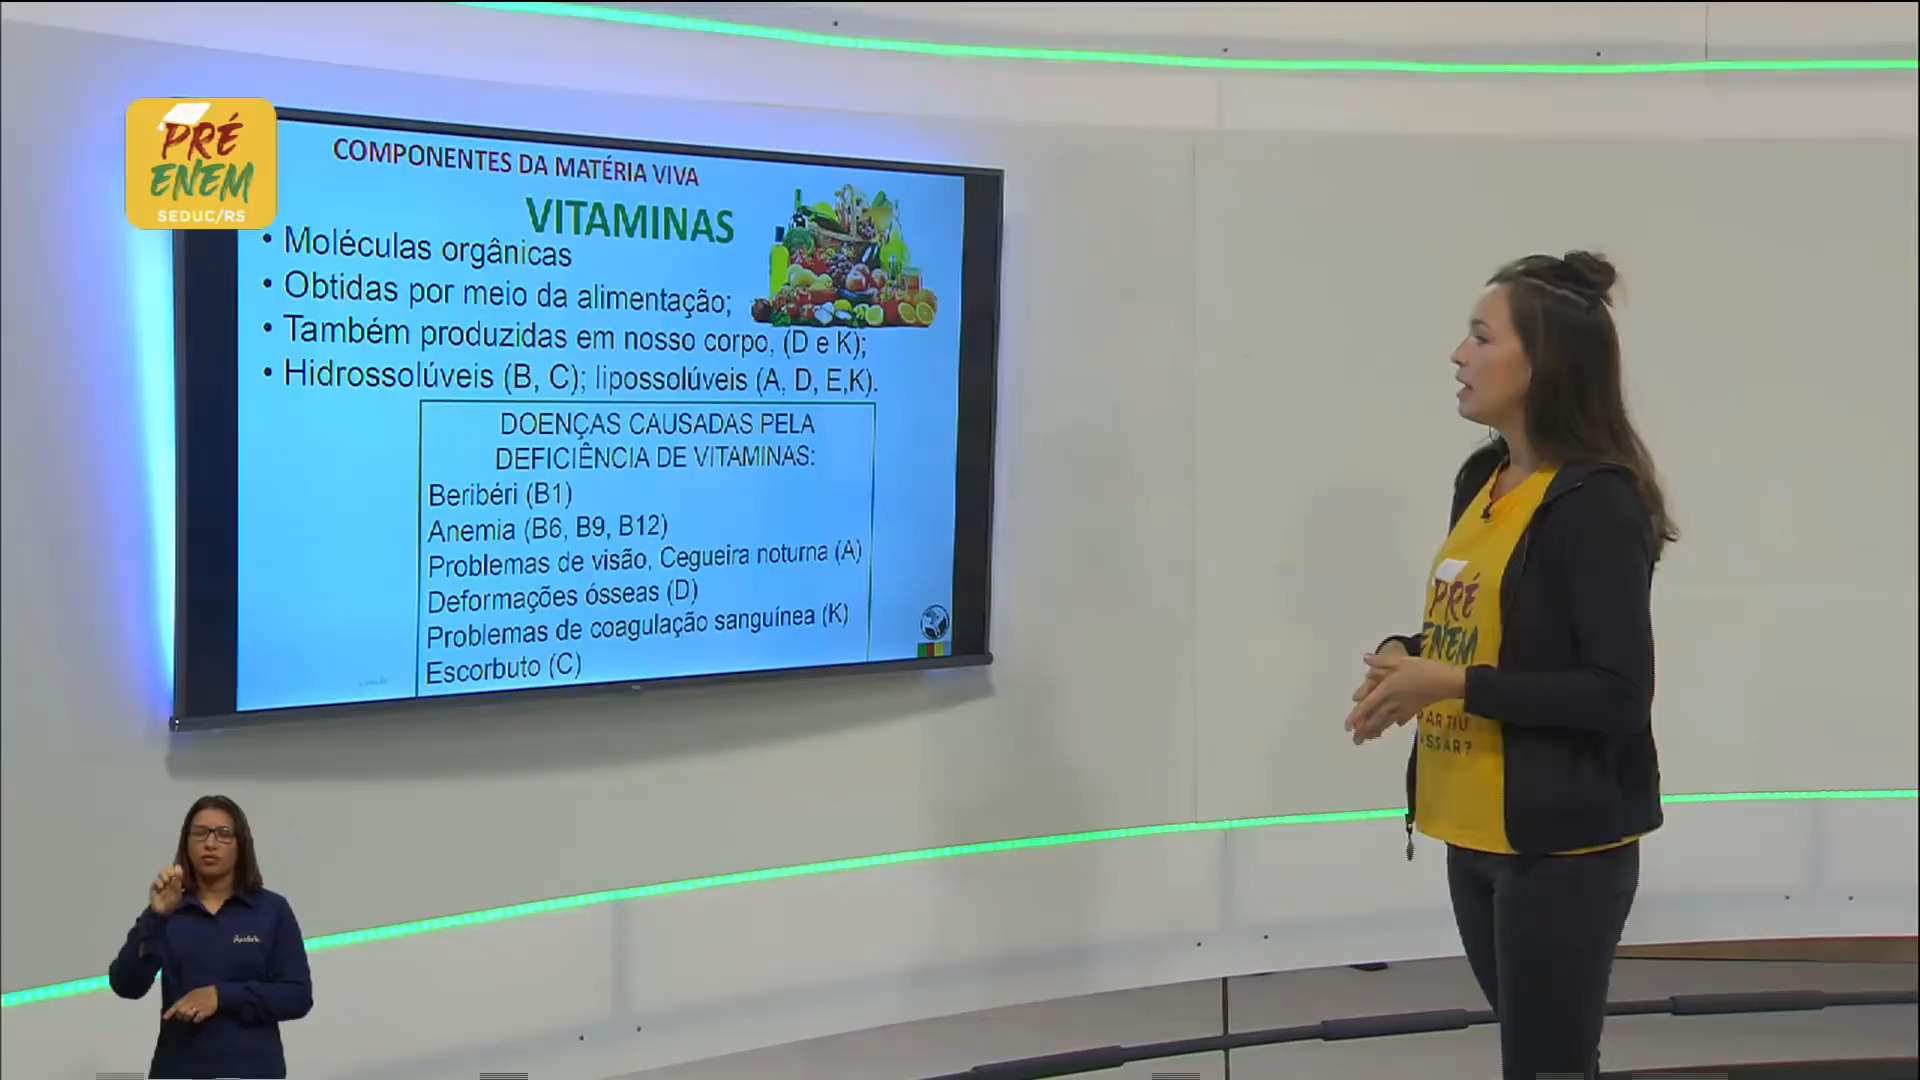 PRÉ
ENEM
SEDUC/RS
COMPONENTES DA MATÉRIA VIVA
VITAMINAS
• Moléculas orgânicas
• Obtidas por meio da alimentação;
• Também produzidas em nosso corpo, (D e K);
• Hidrossolúveis (B, C); lipossolúveis (A, D, E,K).
DOENÇAS CAUSADAS PELA
DEFICIÊNCIA DE VITAMINAS:
Beribéri (B1)
Anemia (B6, B9, B12)
Problemas de visão, Cegueira noturna (A)
Deformações ósseas (D)
Problemas de coagulação sanguínea (K)
Escorbuto (C)
PRÉ
ENEM
PARTIU
ASSAR?